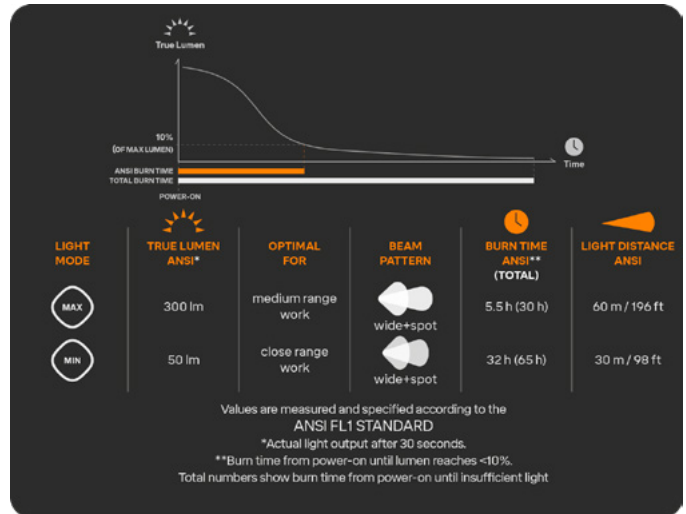 True Lumen
10%
(OF MAX LUMEN)
Time
ANSI BURN TIME
TOTAL BURN TIME
POWER-ON
LIGHT MODE
TRUE LUMEN ANSI*
OPTIMAL FOR
BEAM PATTERN
BURN TIME ANSI** (TOTAL)
LIGHT DISTANCE ANSI
MAX
300 lm
medium range work
wide+spot
5.5 h (30 h)
60 m / 196 ft
MIN
50 lm
close range work
wide+spot
32 h (65 h)
30 m / 98 ft
Values are measured and specified according to the
ANSI FL1 STANDARD
*Actual light output after 30 seconds.
**Burn time from power-on until lumen reaches <10%.
Total numbers show burn time from power-on until insufficient light